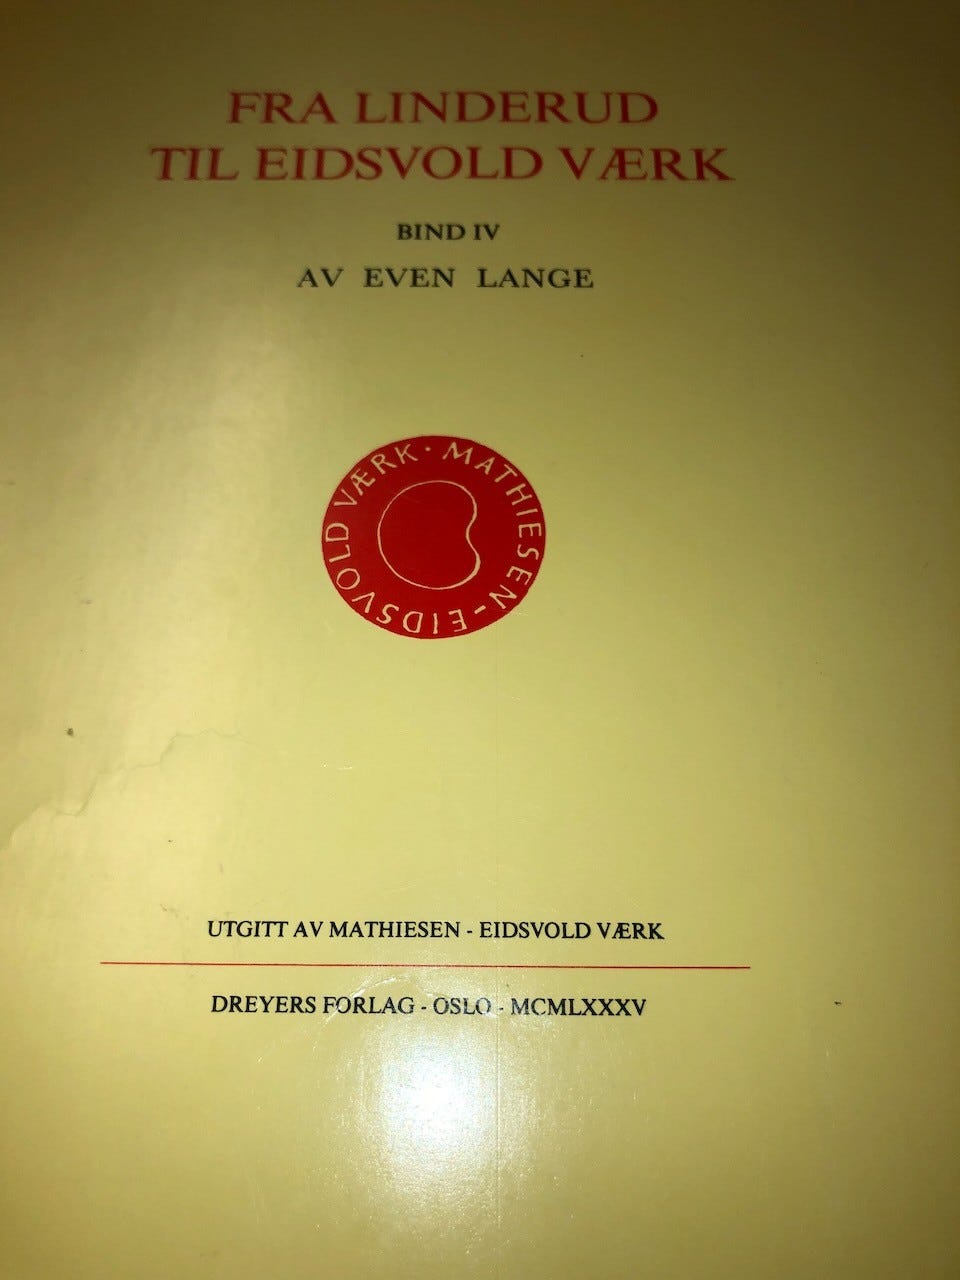 FRA LINDERUD
TIL EIDSVOLD VÆRK
BIND IV
AV EVEN LANGE
MATHIESEN-EIDSVOLD VÆRK ·
UTGITT AV MATHIESEN - EIDSVOLD VÆRK
DREYERS FORLAG - OSLO - MCMLXXXV